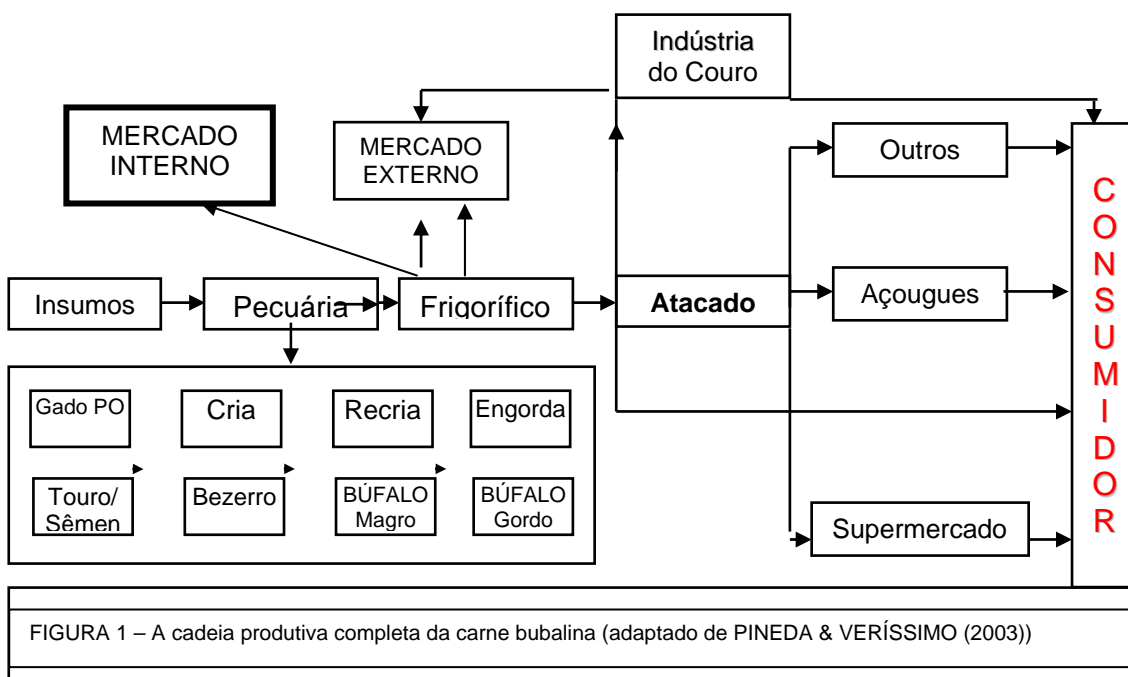 Indústria
do Couro
MERCADO
INTERNO
MERCADO
EXTERNO
Outros
Insumos
Pecuária
Frigorífico
Atacado
Açougues
CONSUMIDOR
Gado PO
Cria
Recria
Engorda
Touro/
Sêmen
Bezerro
BÚFALO
Magro
BÚFALO
Gordo
Supermercado
FIGURA 1 – A cadeia produtiva completa da carne bubalina (adaptado de PINEDA & VERÍSSIMO (2003))